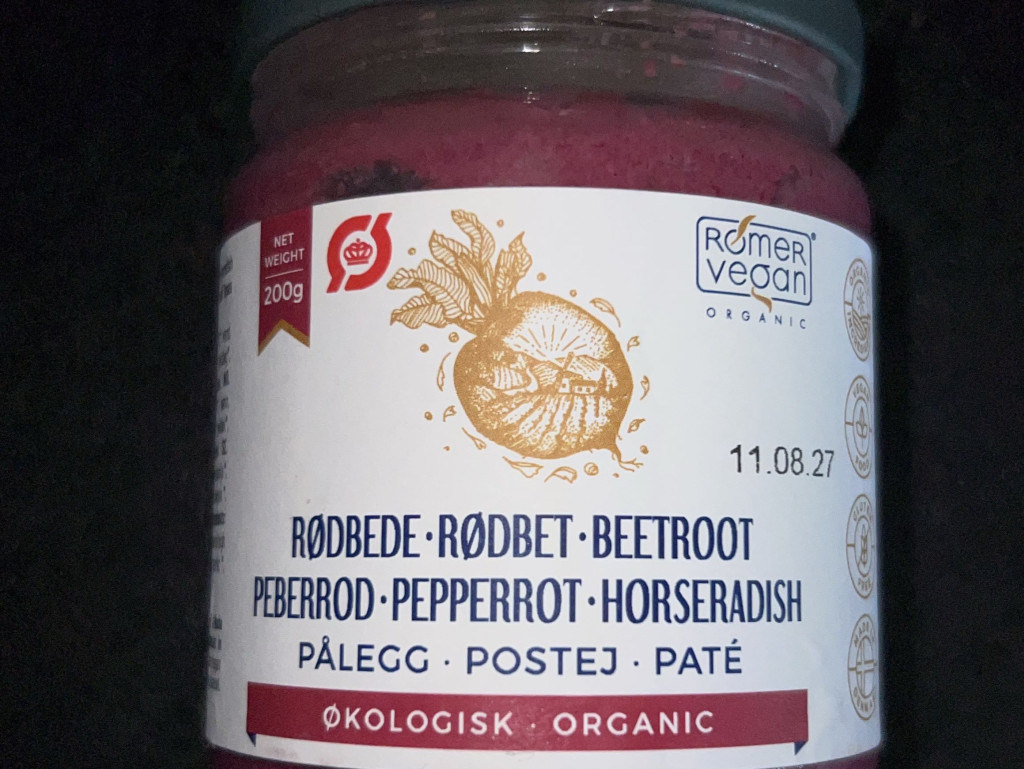 NET
WEIGHT
200g
Ø
RÖMER
vegan
ORGANIC
11.08.27
RØDBEDE · RØDBET · BEETROOT
PEBERROD · PEPPERROT · HORSERADISH
PÅLEGG · POSTEJ · PATÉ
ØKOLOGISK · ORGANIC